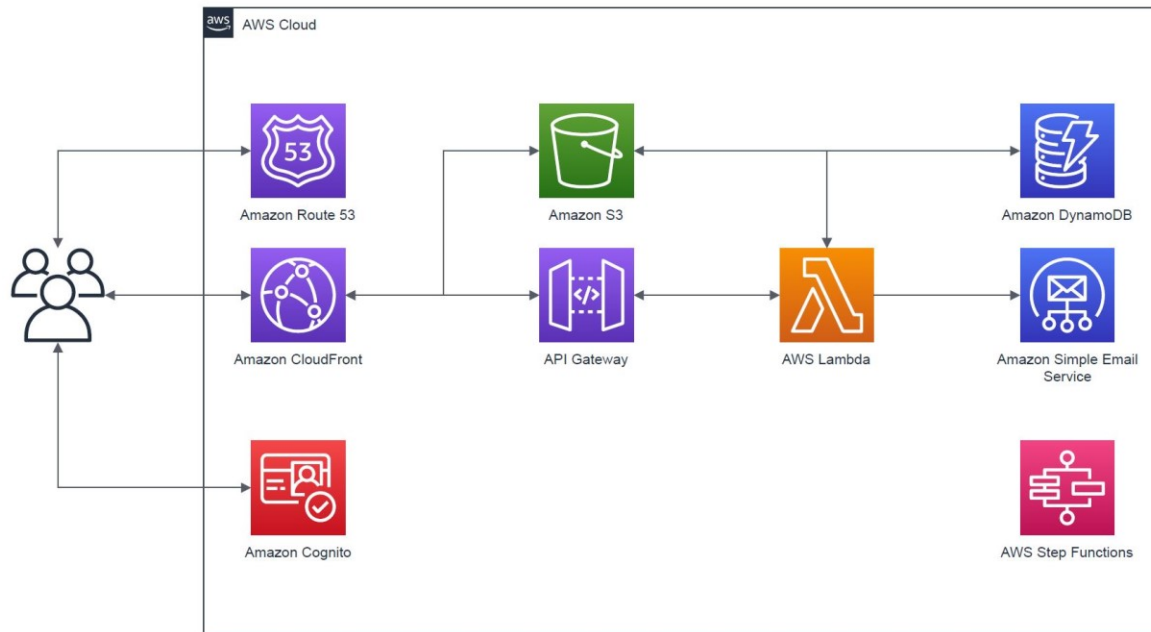 aws
AWS Cloud
53
Amazon Route 53
Amazon S3
Amazon DynamoDB
</>
Amazon CloudFront
API Gateway
AWS Lambda
Amazon Simple Email
Service
Amazon Cognito
AWS Step Functions